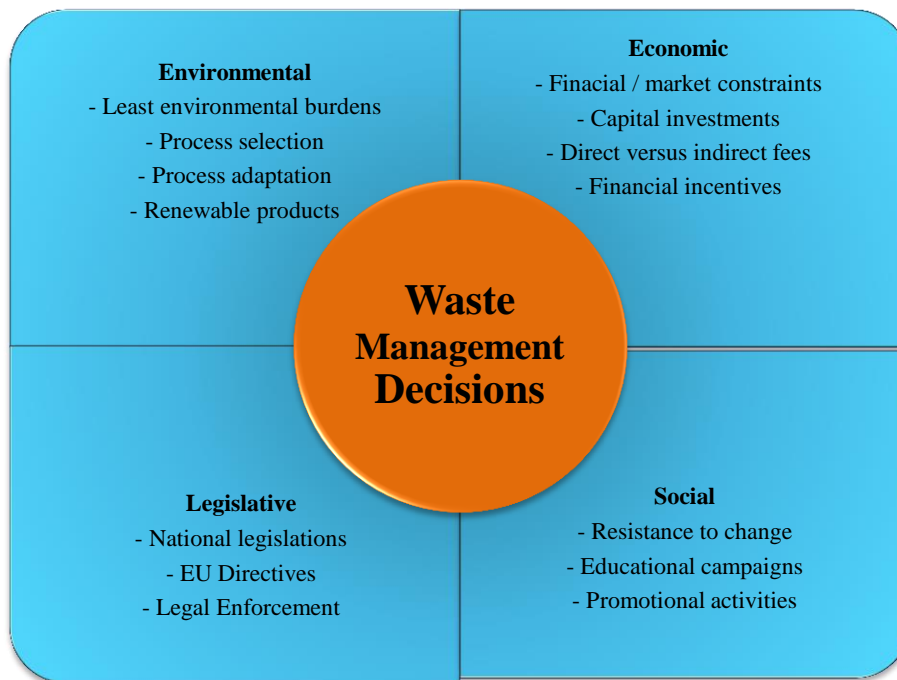 Environmental
- Least environmental burdens
- Process selection
- Process adaptation
- Renewable products
Economic
- Finacial / market constraints
- Capital investments
- Direct versus indirect fees
- Financial incentives
Waste
Management
Decisions
Legislative
- National legislations
- EU Directives
- Legal Enforcement
Social
- Resistance to change
- Educational campaigns
- Promotional activities